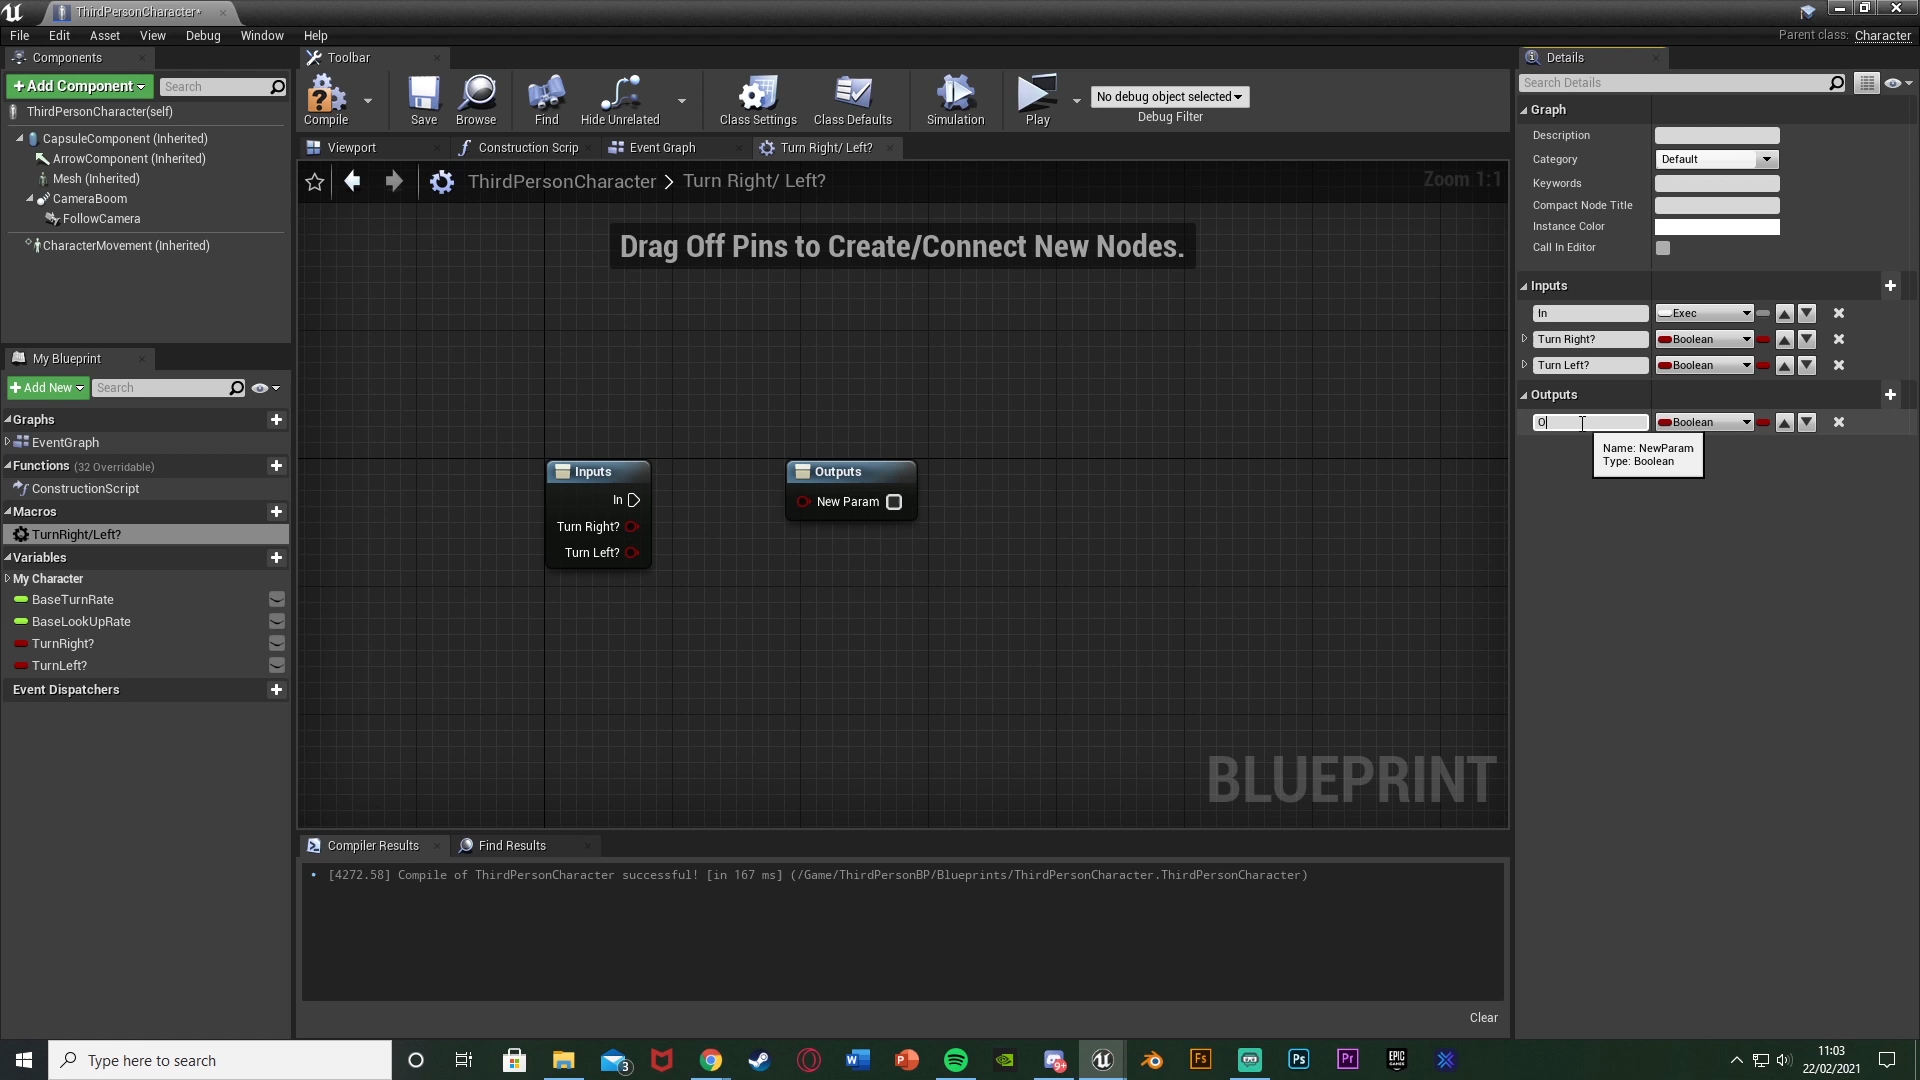 ThirdPersonCharacter*
File Edit Asset View Debug Window Help
Parent class: Character
Components
+Add Component
Search
ThirdPersonCharacter(self)
CapsuleComponent (Inherited)
ArrowComponent (Inherited)
Mesh (Inherited)
CameraBoom
FollowCamera
CharacterMovement (Inherited)
My Blueprint
+Add New
Search
Graphs
EventGraph
Functions (32 Overridable)
ConstructionScript
Macros
TurnRight/Left?
Variables
My Character
BaseTurnRate
BaseLookUpRate
TurnRight?
TurnLeft?
Event Dispatchers
Toolbar
Compile Save Browse Find Hide Unrelated Class Settings Class Defaults Simulation Play
No debug object selected
Debug Filter
Viewport Construction Scrip Event Graph Turn Right/ Left?
ThirdPersonCharacter > Turn Right/ Left?
Zoom 1:1
Drag Off Pins to Create/Connect New Nodes.
Inputs
In
Turn Right?
Turn Left?
Outputs
New Param
BLUEPRINT
Compiler Results Find Results
• [4272.58] Compile of ThirdPersonCharacter successful! [in 167 ms] (/Game/ThirdPersonBP/Blueprints/ThirdPersonCharacter.ThirdPersonCharacter)
Clear
Details
Search Details
Graph
Description
Category Default
Keywords
Compact Node Title
Instance Color
Call In Editor
Inputs
In Exec
Turn Right? Boolean
Turn Left? Boolean
Outputs
O Boolean
Name: NewParam
Type: Boolean
Type here to search
3
W
P
9+
Fs
Ps
Pr
EPIC
GAMES
11:03
22/02/2021